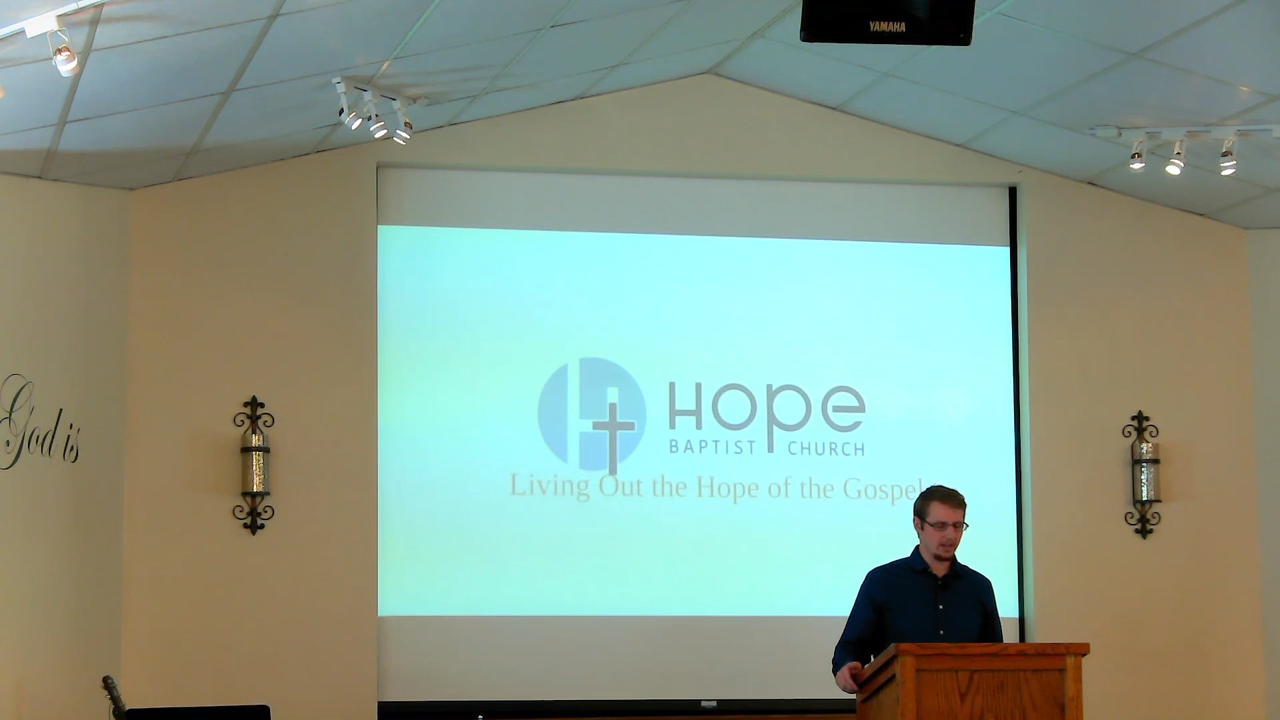 YAMAHA
Hope
BAPTIST CHURCH
Living Out the Hope of the Gospel
God is